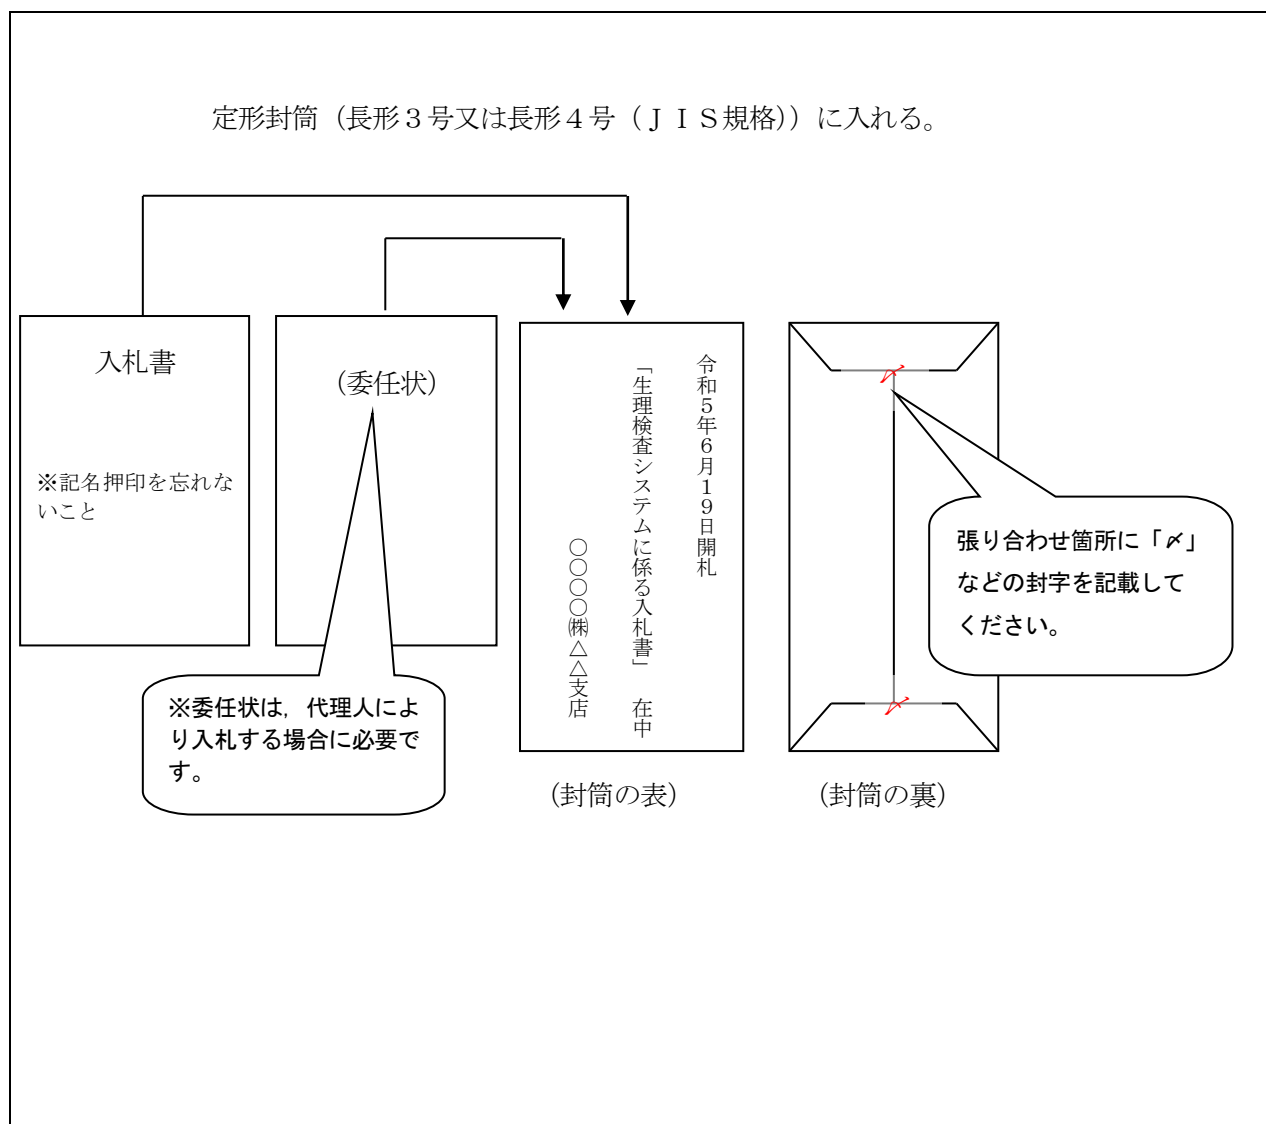 定形封筒（長形３号又は長形４号（ＪＩＳ規格））に入れる。
入札書
※記名押印を忘れな
いこと
（委任状）
※委任状は，代理人によ
り入札する場合に必要で
す。
令和５年６月１９日開札
「生理検査システムに係る入札書」　在中
○○○○㈱△△支店
（封筒の表）
〆
〆
張り合わせ箇所に「〆」
などの封字を記載して
ください。
（封筒の裏）